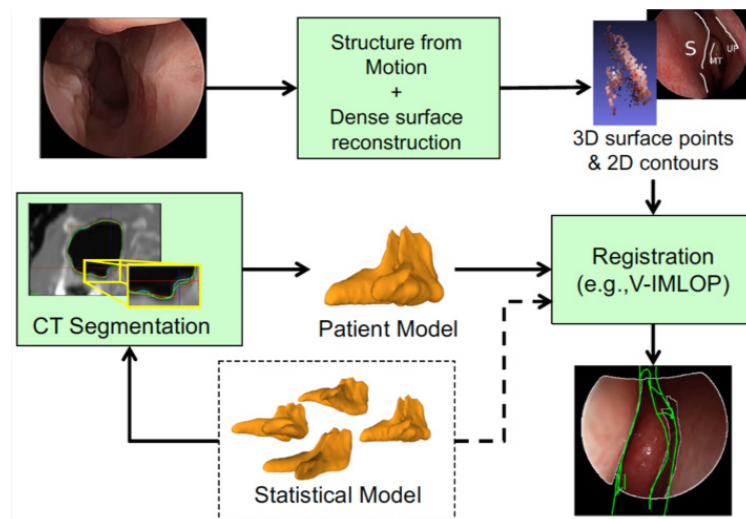 Structure from
Motion
+
Dense surface
reconstruction
S
UP
MT
3D surface points
& 2D contours
CT Segmentation
Patient Model
Registration
(e.g.,V-IMLOP)
Statistical Model